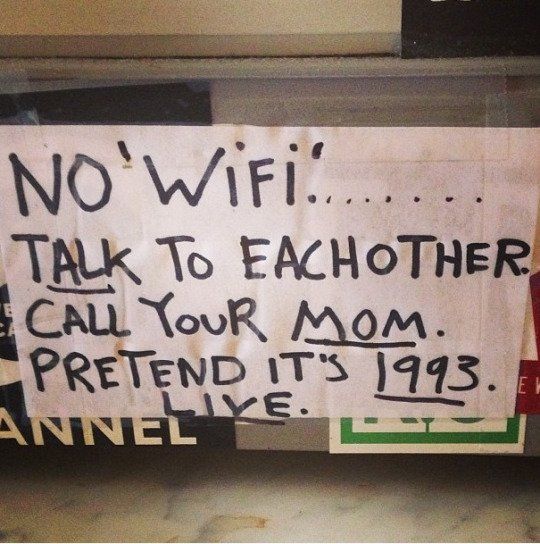 NO 'WiFi'.........
TALK TO EACHOTHER.
CALL YOUR MOM.
PRETEND IT'S 1993.
LIVE.
ANNEL